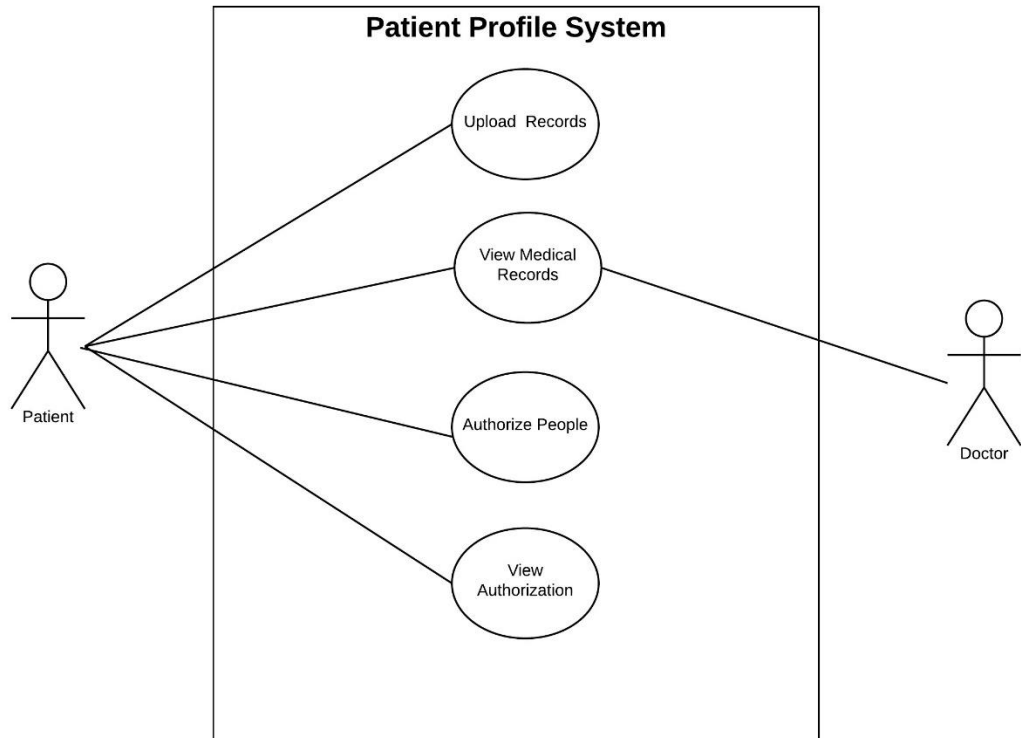 Patient Profile System
Upload Records
View Medical
Records
Patient
Authorize People
Doctor
View
Authorization